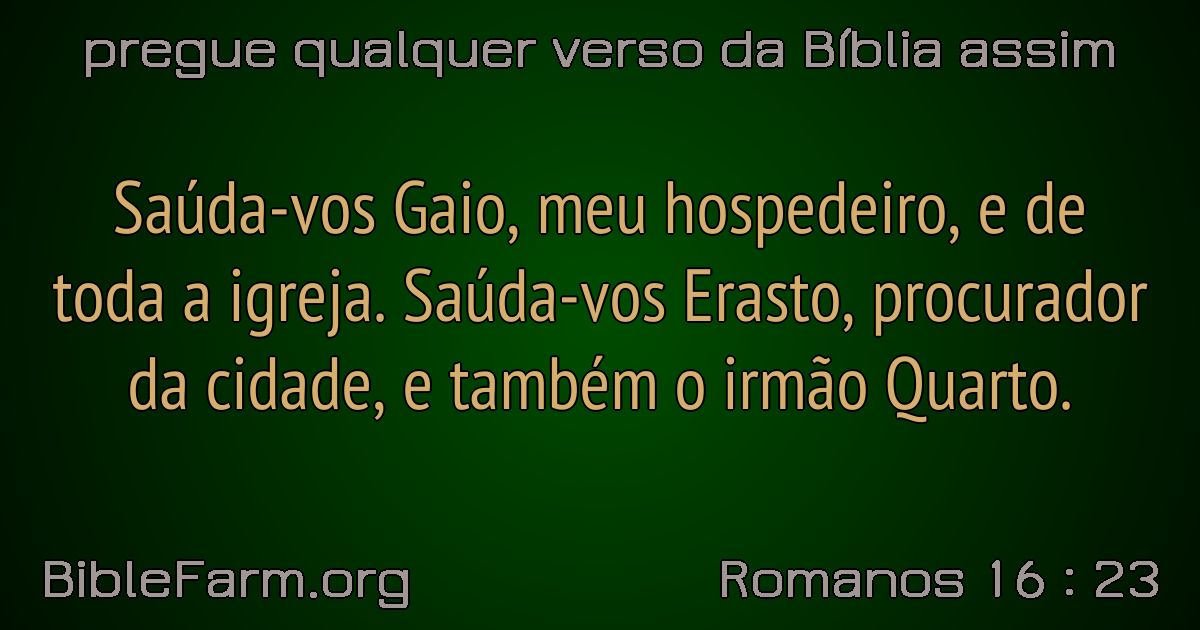 pregue qualquer verso da Bíblia assim
Saúda-vos Gaio, meu hospedeiro, e de
toda a igreja. Saúda-vos Erasto, procurador
da cidade, e também o irmão Quarto.
BibleFarm.org
Romanos 16 : 23